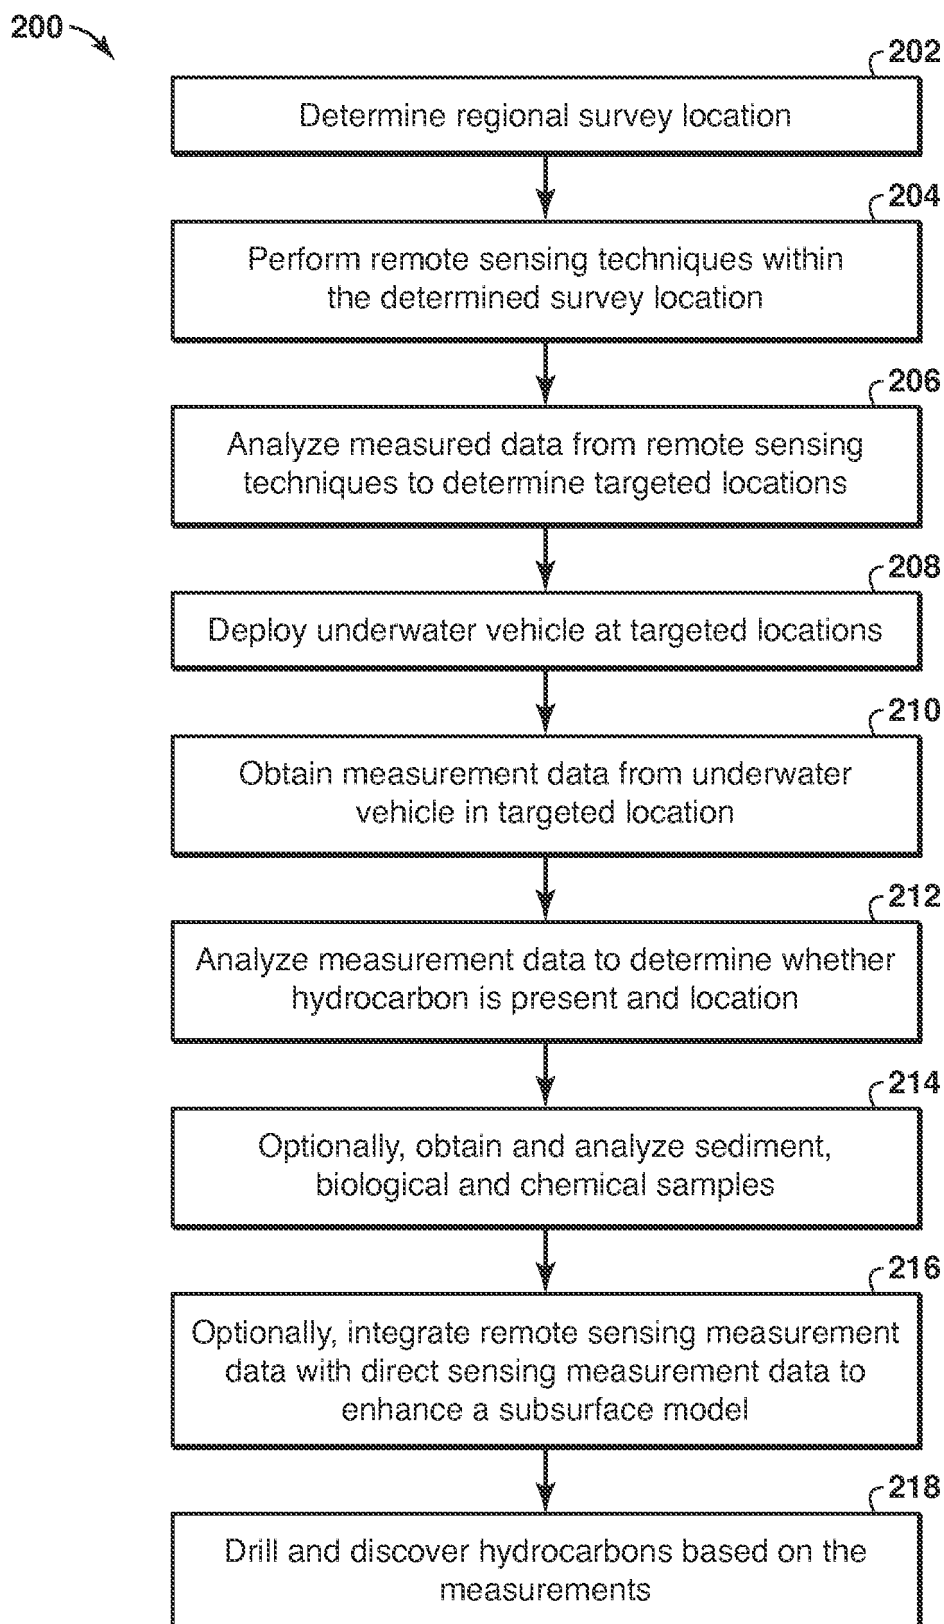 200
202
Determine regional survey location
204
Perform remote sensing techniques within
the determined survey location
206
Analyze measured data from remote sensing
techniques to determine targeted locations
208
Deploy underwater vehicle at targeted locations
210
Obtain measurement data from underwater
vehicle in targeted location
212
Analyze measurement data to determine whether
hydrocarbon is present and location
214
Optionally, obtain and analyze sediment,
biological and chemical samples
216
Optionally, integrate remote sensing measurement
data with direct sensing measurement data to
enhance a subsurface model
218
Drill and discover hydrocarbons based on the
measurements